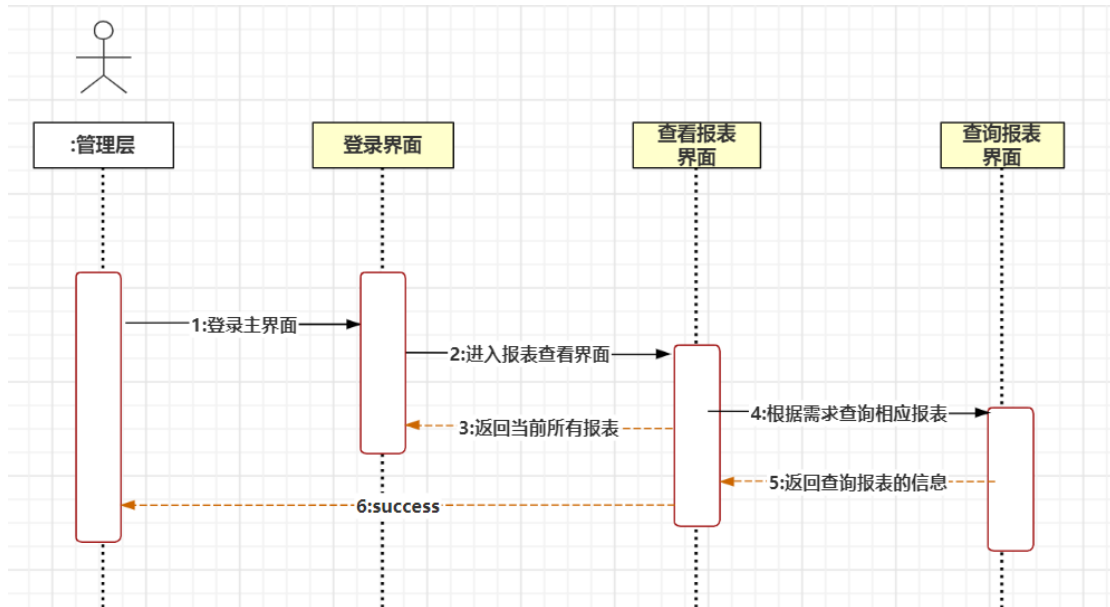 :管理层
登录界面
查看报表
界面
查询报表
界面
1:登录主界面
2:进入报表查看界面
3:返回当前所有报表
4:根据需求查询相应报表
5:返回查询报表的信息
6:success